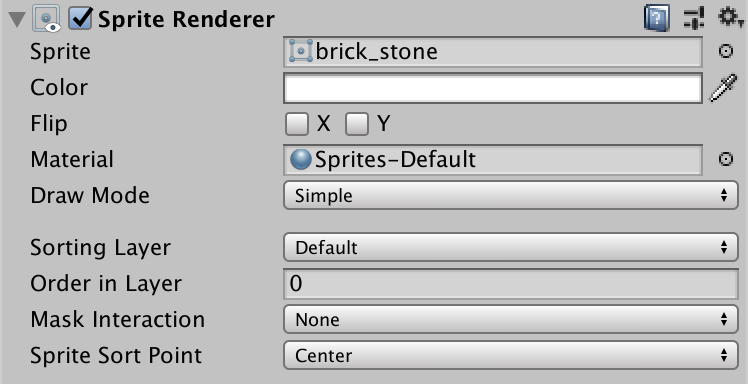 Sprite Renderer
Sprite brick_stone
Color
Flip X Y
Material Sprites-Default
Draw Mode Simple
Sorting Layer Default
Order in Layer 0
Mask Interaction None
Sprite Sort Point Center